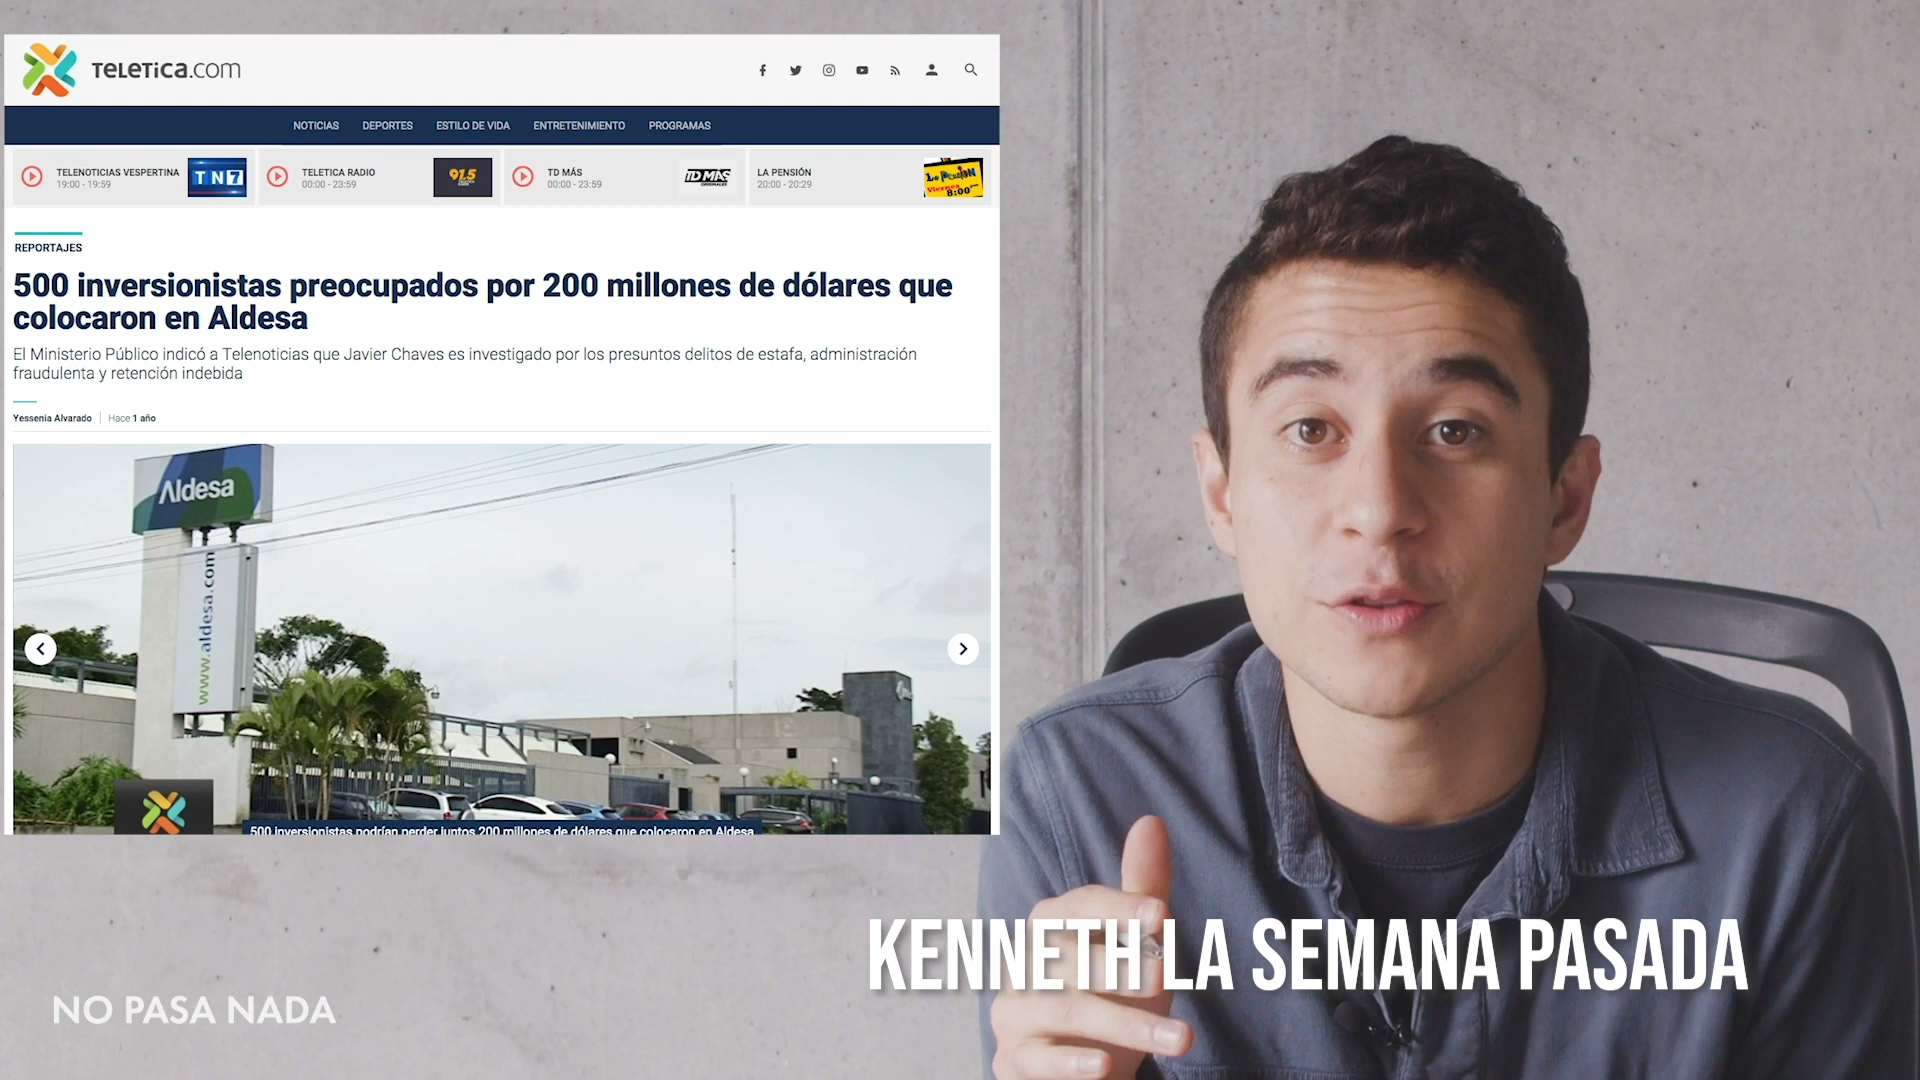 TELETICA.COM
NOTICIAS DEPORTES ESTILO DE VIDA ENTRETENIMIENTO PROGRAMAS
TELENOTICIAS VESPERTINA
19:00 - 19:59
TN7
TELETICA RADIO
00:00 - 23:59
91.5
TD MÁS
00:00 - 23:59
TD MÁS
LA PENSIÓN
20:00 - 20:29
La Pensión
Viernes
8:00
REPORTAJES
500 inversionistas preocupados por 200 millones de dólares que
colocaron en Aldesa
El Ministerio Público indicó a Telenoticias que Javier Chaves es investigado por los presuntos delitos de estafa, administración
fraudulenta y retención indebida
Yessenia Alvarado | Hace 1 año
Aldesa
www.aldesa.com
500 inversionistas podrían perder juntos 200 millones de dólares que colocaron en Aldesa
KENNETH LA SEMANA PASADA
NO PASA NADA